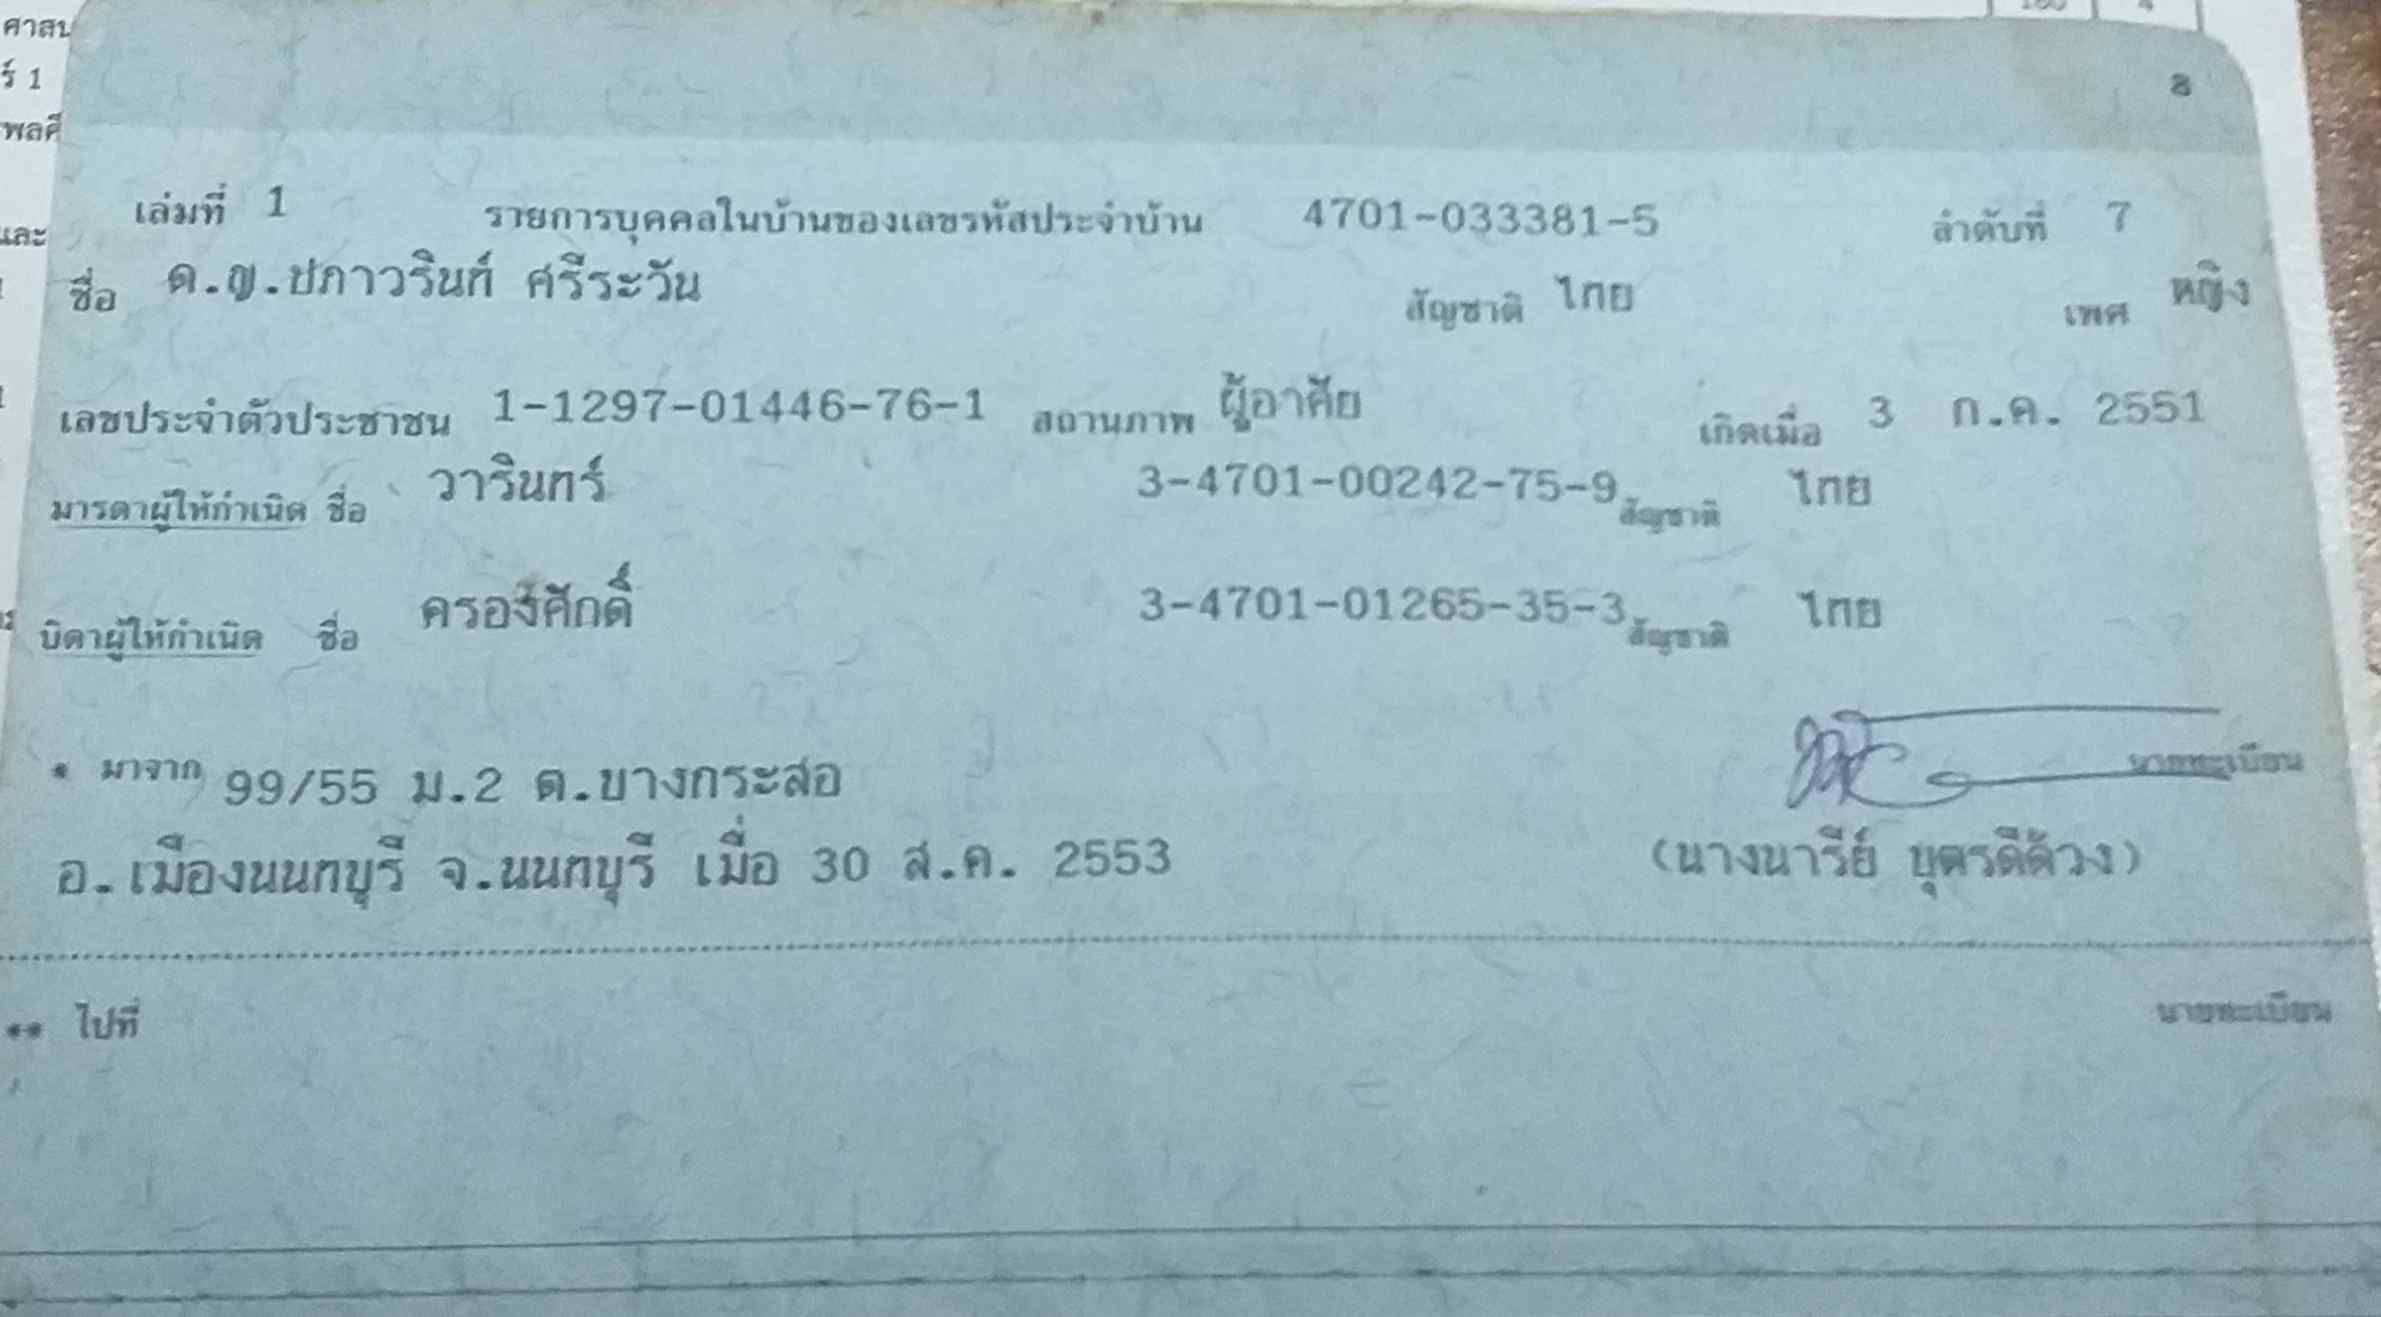 ศาสน
ร์ 1
พลศึ
และ
8
เล่มที่ 1 รายการบุคคลในบ้านของเลขรหัสประจำบ้าน 4701-033381-5 ลำดับที่ 7
ชื่อ ด.ญ.ปภาวรินท์ ศรีระวัน สัญชาติ ไทย เพศ หญิง
เลขประจำตัวประชาชน 1-1297-01446-76-1 สถานภาพ ผู้อาศัย เกิดเมื่อ 3 ก.ค. 2551
มารดาผู้ให้กำเนิด ชื่อ วารินทร์ 3-4701-00242-75-9 สัญชาติ ไทย
บิดาผู้ให้กำเนิด ชื่อ ครองศักดิ์ 3-4701-01265-35-3 สัญชาติ ไทย
* มาจาก 99/55 ม.2 ต.บางกระสอ นายทะเบียน
อ.เมืองนนทบุรี จ.นนทบุรี เมื่อ 30 ส.ค. 2553 (นางนารีย์ บุตรดีด้วง)
** ไปที่ นายทะเบียน